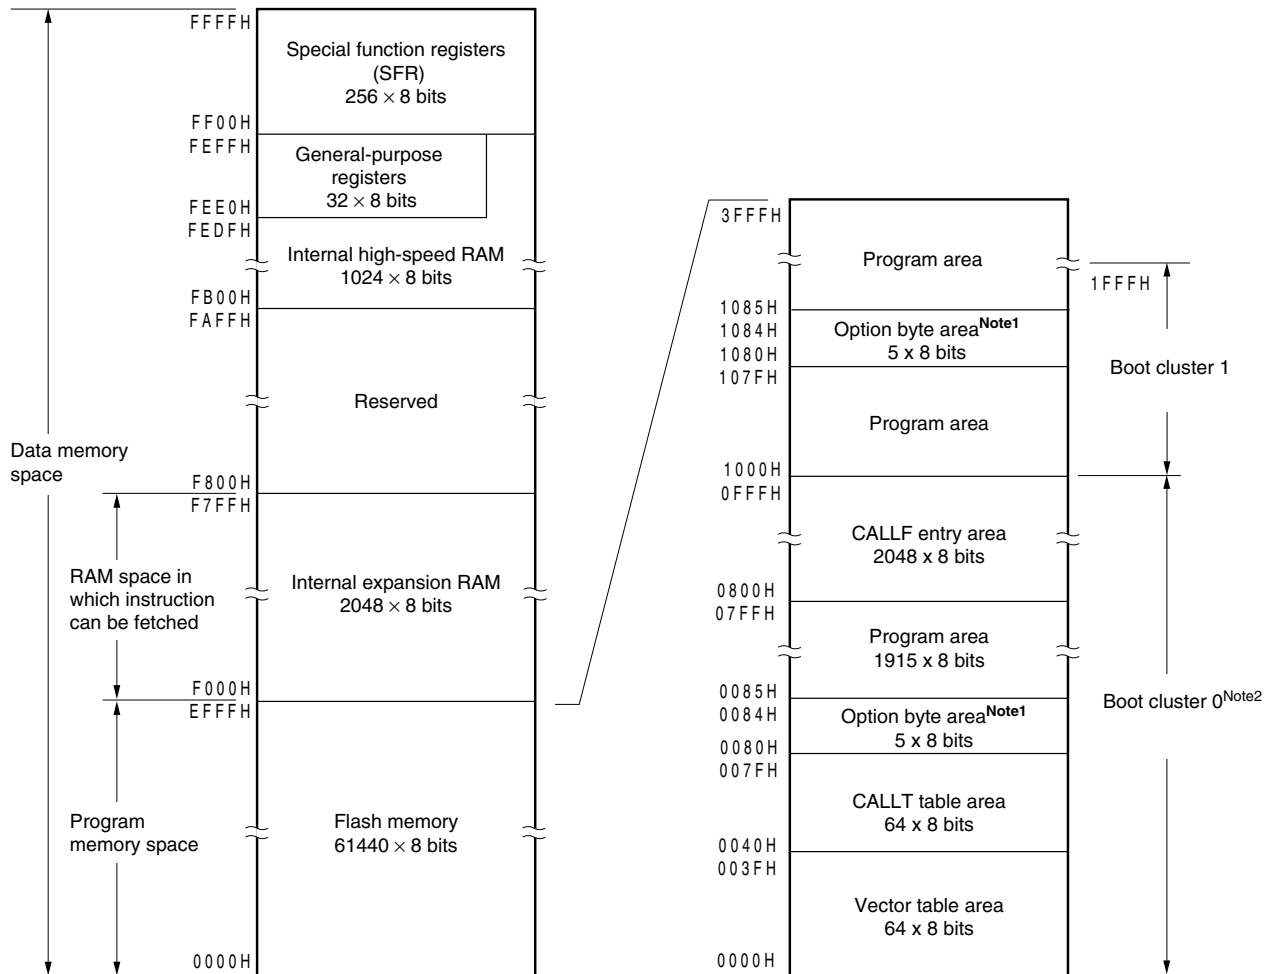 FFFFH
Special function registers
(SFR)
256 × 8 bits
FF00H
FEFFH
General-purpose
registers
32 × 8 bits
FEE0H
FEDFH
Internal high-speed RAM
1024 × 8 bits
FB00H
FAFFH
Reserved
Data memory
space
F800H
F7FFH
RAM space in
which instruction
can be fetched
Internal expansion RAM
2048 × 8 bits
F000H
EFFFH
Program
memory space
Flash memory
61440 × 8 bits
0000H
3FFFH
Program area
1FFFH
1085H
1084H
Option byte areaNote1
5 x 8 bits
1080H
107FH
Boot cluster 1
Program area
1000H
0FFFH
CALLF entry area
2048 x 8 bits
0800H
07FFH
Program area
1915 x 8 bits
0085H
0084H
Option byte areaNote1
5 x 8 bits
Boot cluster 0Note2
0080H
007FH
CALLT table area
64 x 8 bits
0040H
003FH
Vector table area
64 x 8 bits
0000H